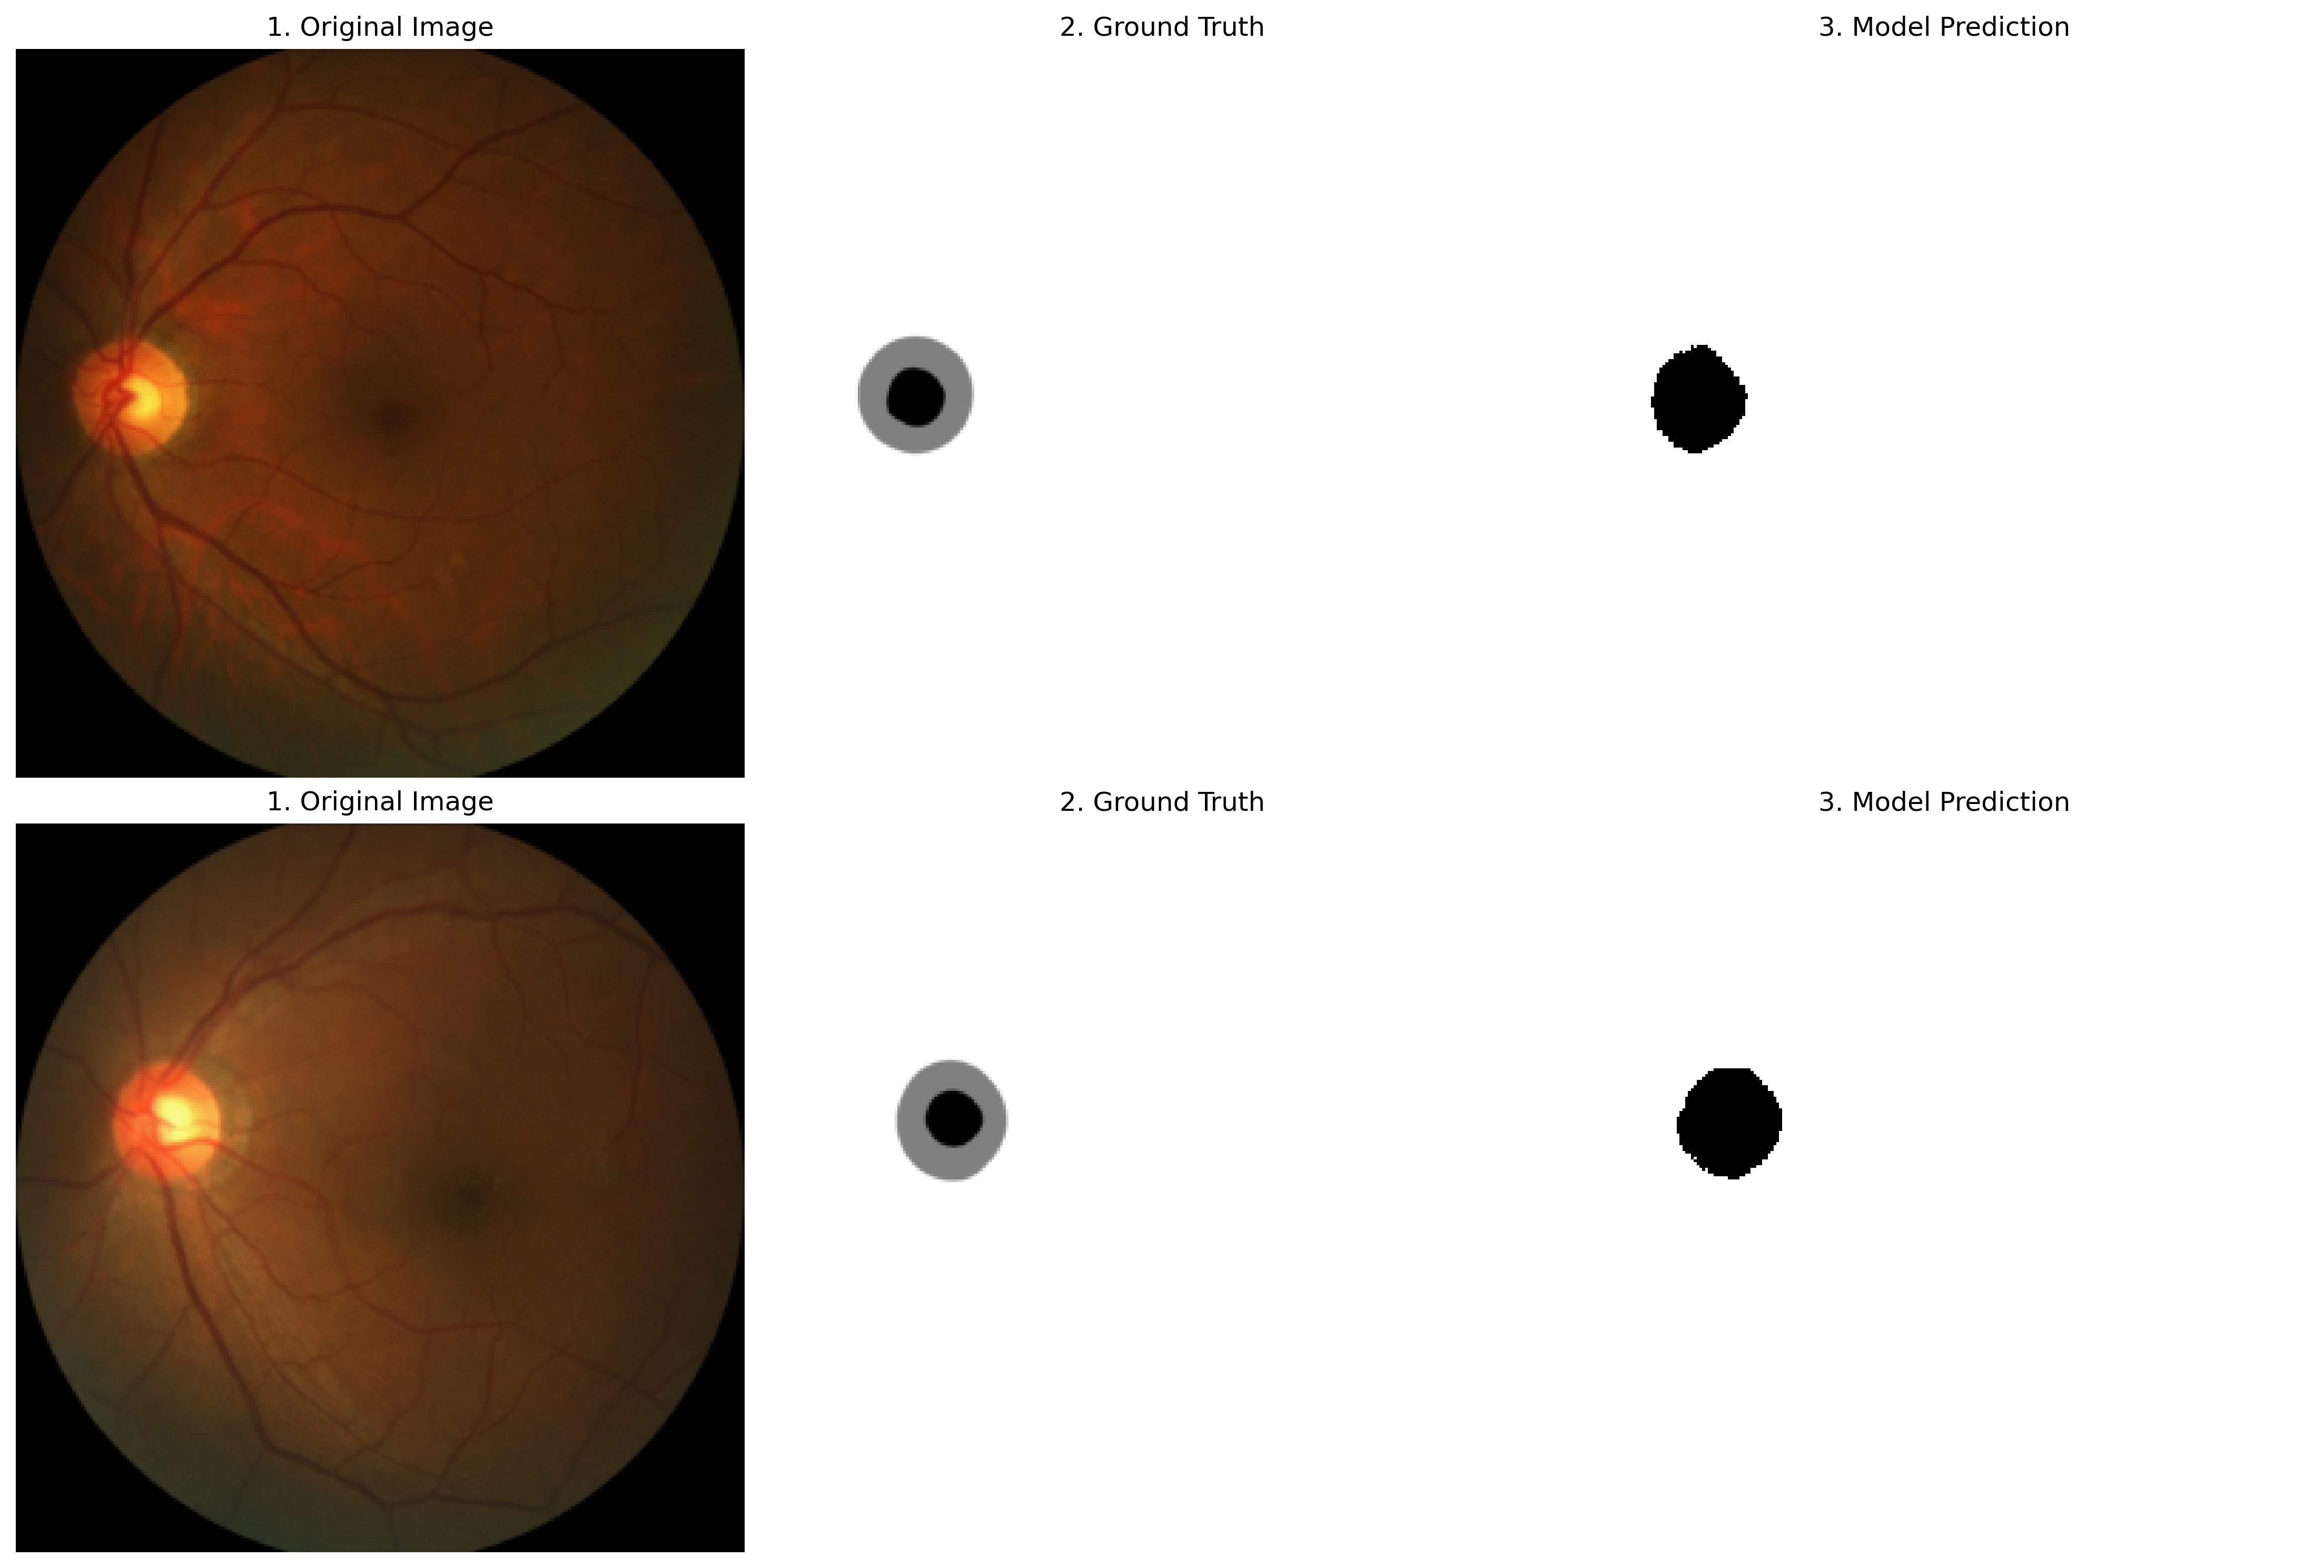 1. Original Image
2. Ground Truth
3. Model Prediction
1. Original Image
2. Ground Truth
3. Model Prediction